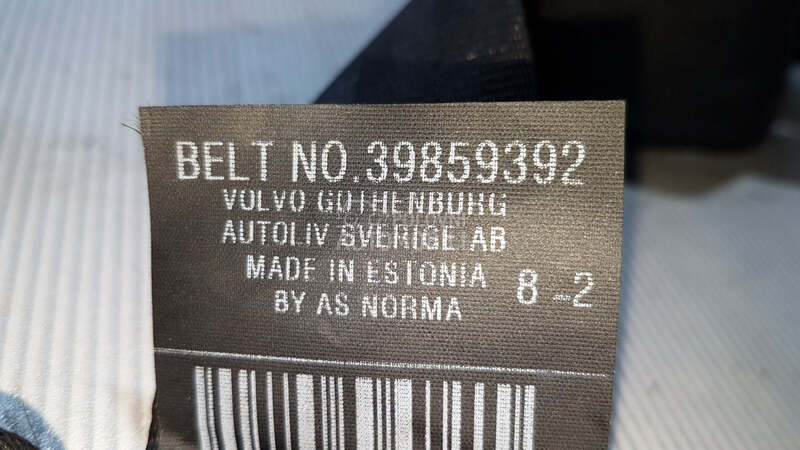 BELT NO.39859392
VOLVO GOTHENBURG
AUTOLIV SVERIGE AB
MADE IN ESTONIA 8-2
BY AS NORMA